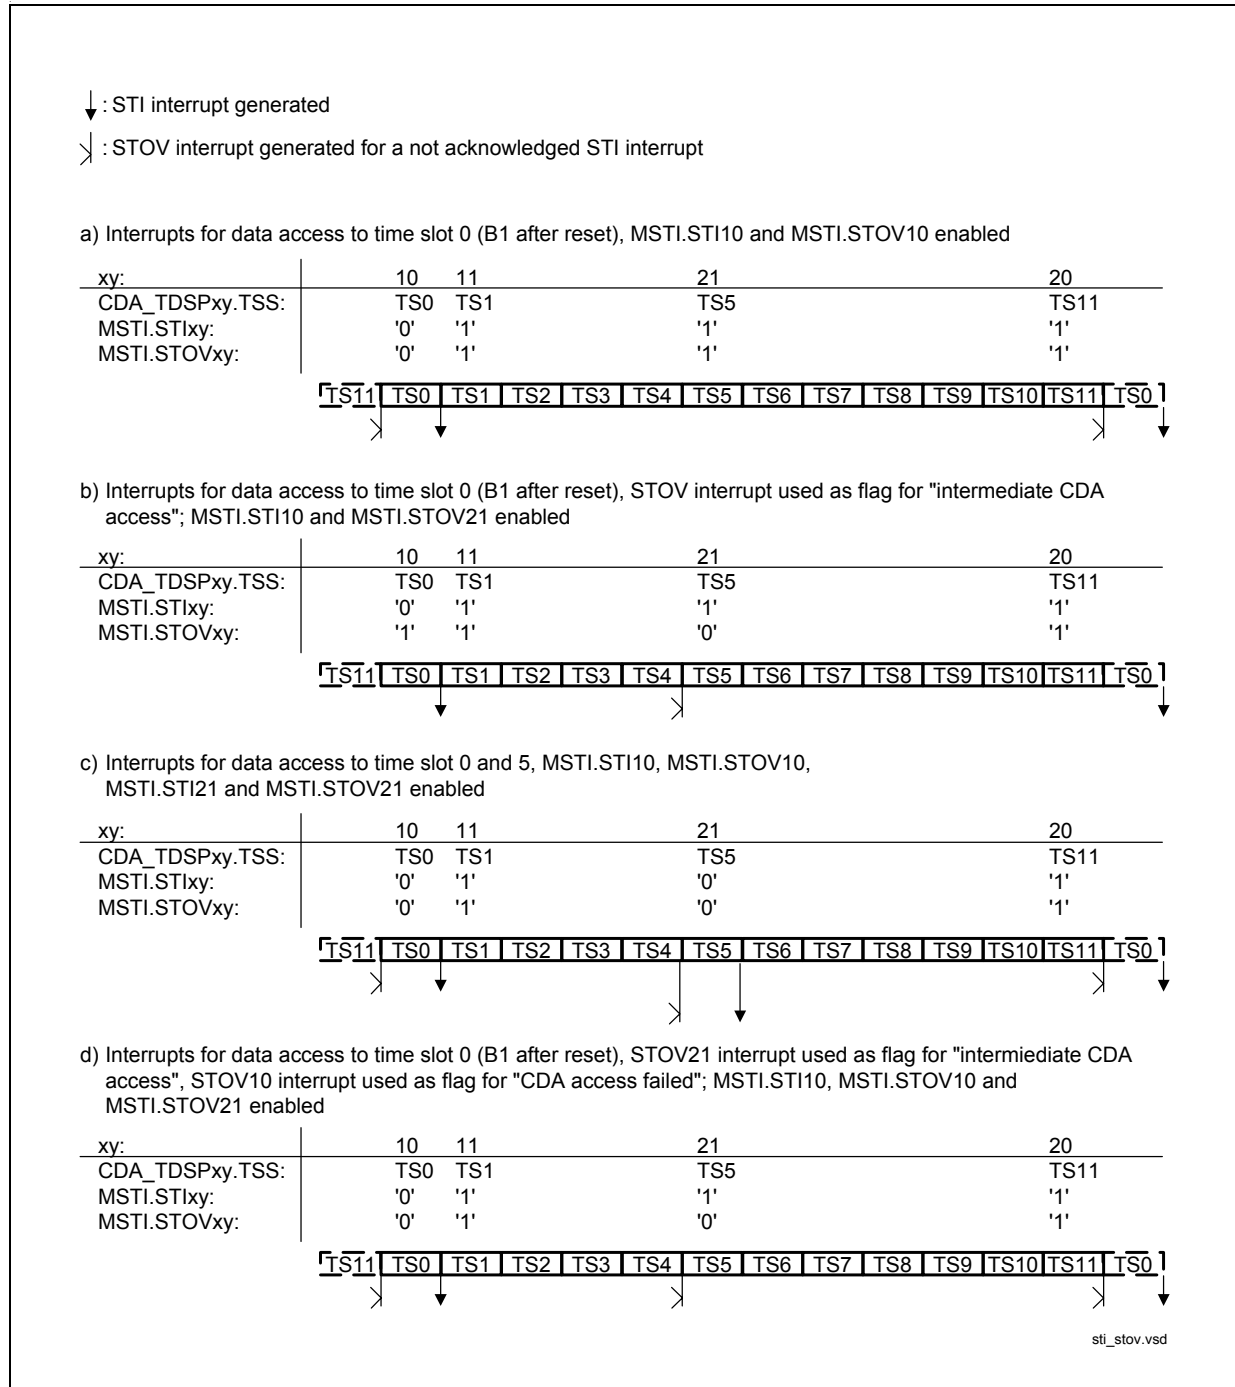 : STI interrupt generated
: STOV interrupt generated for a not acknowledged STI interrupt
a) Interrupts for data access to time slot 0 (B1 after reset), MSTI.STI10 and MSTI.STOV10 enabled
xy: 10 11 21 20
CDA_TDSPxy.TSS: TS0 TS1 TS5 TS11
MSTI.STIxy: '0' '1' '1' '1'
MSTI.STOVxy: '0' '1' '1' '1'
TS11 TS0 TS1 TS2 TS3 TS4 TS5 TS6 TS7 TS8 TS9 TS10 TS11 TS0
b) Interrupts for data access to time slot 0 (B1 after reset), STOV interrupt used as flag for "intermediate CDA
access"; MSTI.STI10 and MSTI.STOV21 enabled
xy: 10 11 21 20
CDA_TDSPxy.TSS: TS0 TS1 TS5 TS11
MSTI.STIxy: '0' '1' '1' '1'
MSTI.STOVxy: '1' '1' '0' '1'
TS11 TS0 TS1 TS2 TS3 TS4 TS5 TS6 TS7 TS8 TS9 TS10 TS11 TS0
c) Interrupts for data access to time slot 0 and 5, MSTI.STI10, MSTI.STOV10,
MSTI.STI21 and MSTI.STOV21 enabled
xy: 10 11 21 20
CDA_TDSPxy.TSS: TS0 TS1 TS5 TS11
MSTI.STIxy: '0' '1' '0' '1'
MSTI.STOVxy: '0' '1' '0' '1'
TS11 TS0 TS1 TS2 TS3 TS4 TS5 TS6 TS7 TS8 TS9 TS10 TS11 TS0
d) Interrupts for data access to time slot 0 (B1 after reset), STOV21 interrupt used as flag for "intermiediate CDA
access", STOV10 interrupt used as flag for "CDA access failed"; MSTI.STI10, MSTI.STOV10 and
MSTI.STOV21 enabled
xy: 10 11 21 20
CDA_TDSPxy.TSS: TS0 TS1 TS5 TS11
MSTI.STIxy: '0' '1' '1' '1'
MSTI.STOVxy: '0' '1' '0' '1'
TS11 TS0 TS1 TS2 TS3 TS4 TS5 TS6 TS7 TS8 TS9 TS10 TS11 TS0
sti_stov.vsd